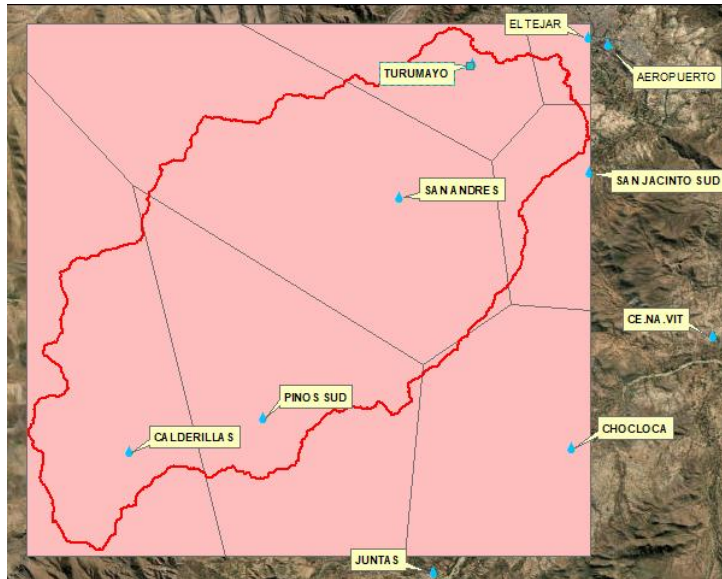 EL TEJAR
TURUMAYO
AEROPUERTO
SAN JACINTO SUD
SAN ANDRES
CE.NA.VIT
PINOS SUD
CALDERILLAS
CHOCLOCA
JUNTAS